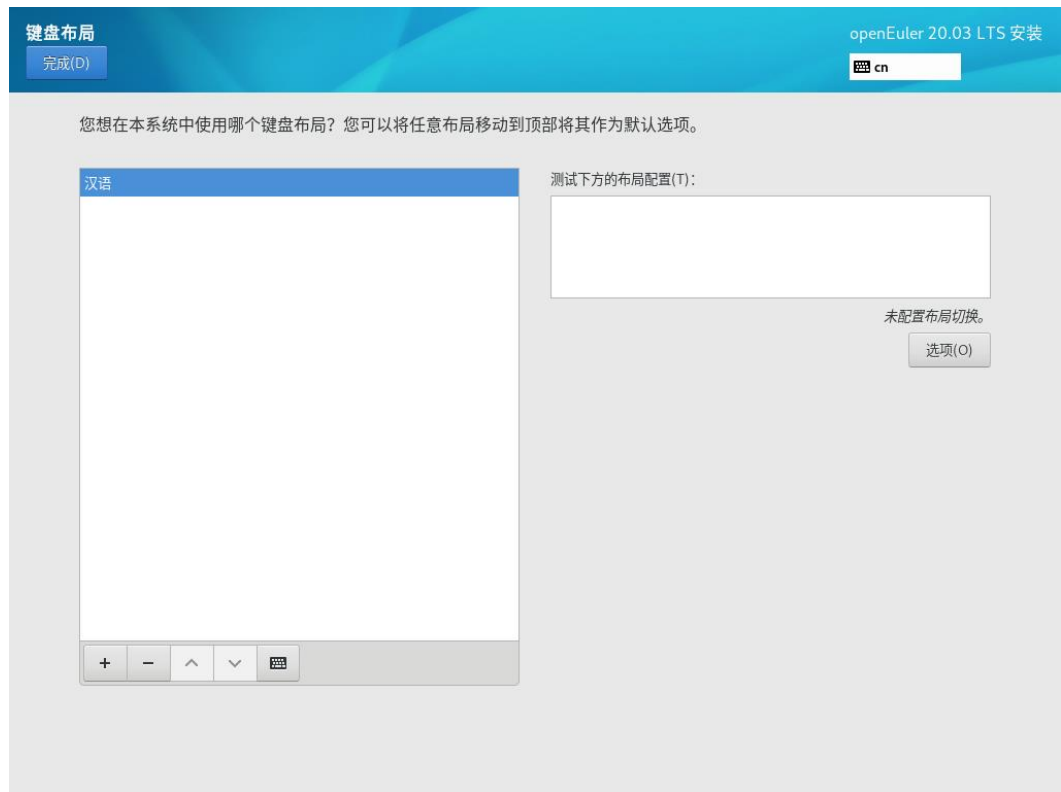 键盘布局
openEuler 20.03 LTS 安装
完成(D)
cn
您想在本系统中使用哪个键盘布局？您可以将任意布局移动到顶部将其作为默认选项。
汉语
测试下方的布局配置(T)：
未配置布局切换。
选项(O)